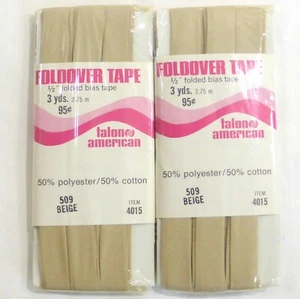 FOLDOVER TAPE
½" folded bias tape
3 yds. 2.75 m
95¢
talon
american
50% polyester/50% cotton
509
BEIGE
ITEM
4015
FOLDOVER TAPE
½" folded bias tape
3 yds. 2.75 m
95¢
talon
american
50% polyester/50% cotton
509
BEIGE
ITEM
4015